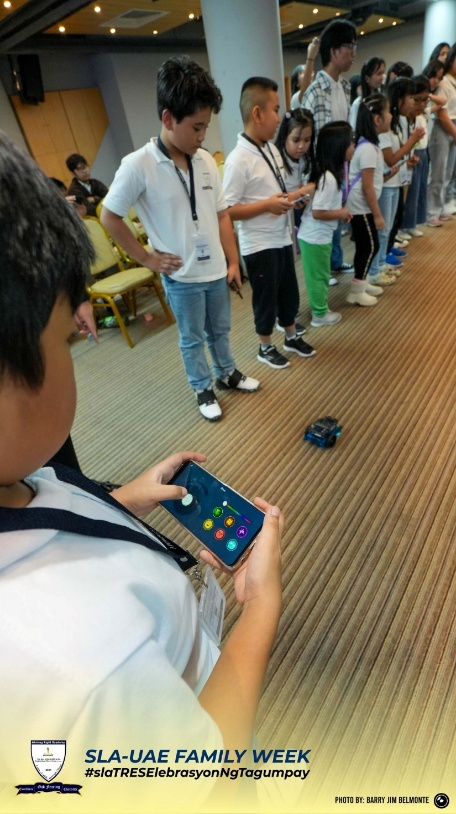 SLA-UAE FAMILY WEEK
#slaTRESElebrasyonNgTagumpay
PHOTO BY: BARRY JIM BELMONTE